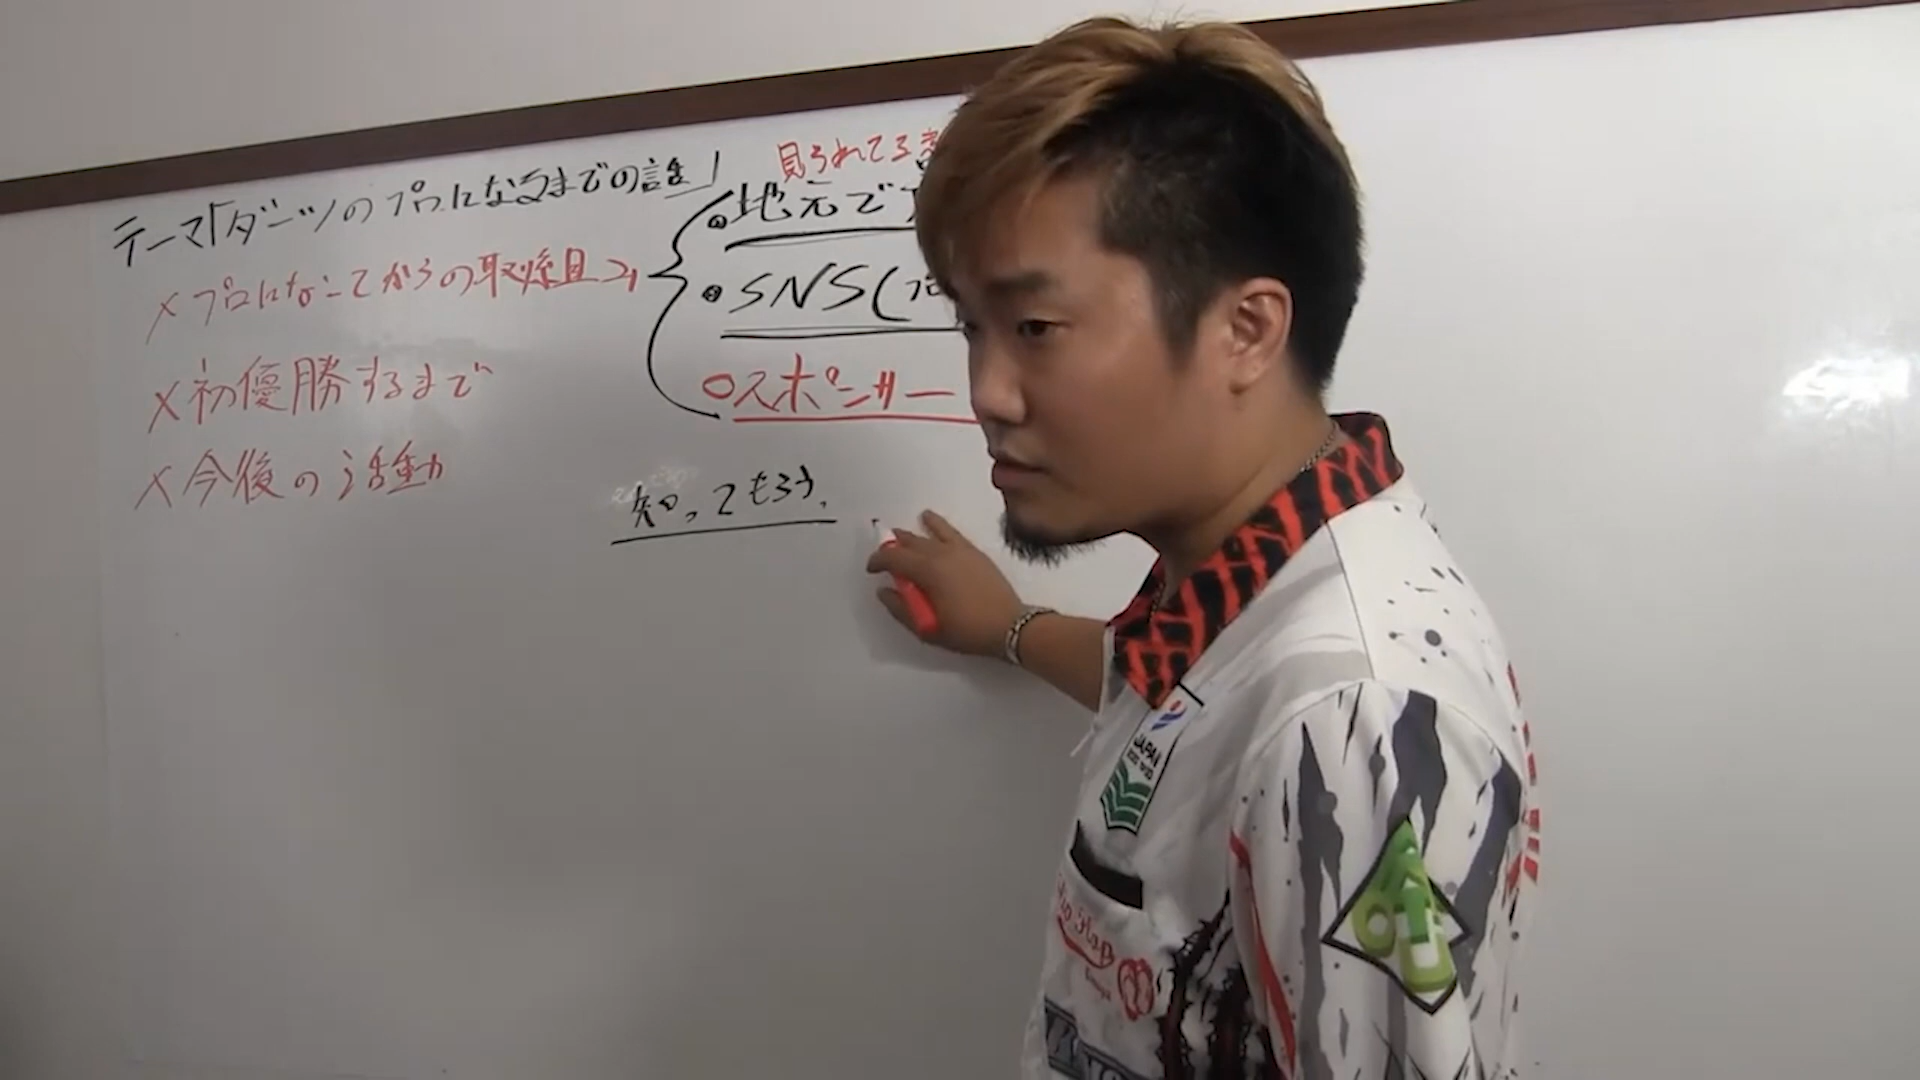 テーマ「ダーツのプロになるまでの話」
×プロになってからの取り組み→
×初優勝するまで
×今後の活動
見られてる
・地元で
・SNS(
○スポンサー
知ってもらう、
JAPAN